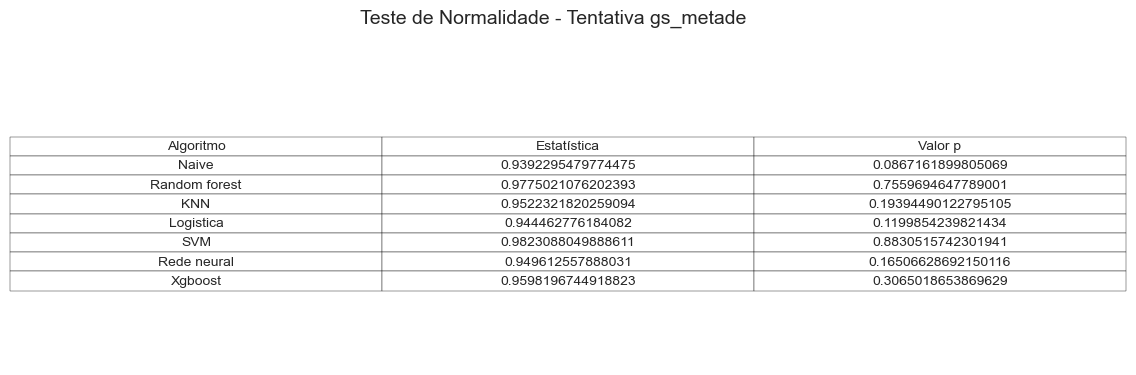 Teste de Normalidade - Tentativa gs_metade
Algoritmo Estatística Valor p
Naive 0.9392295479774475 0.0867161899805069
Random forest 0.9775021076202393 0.7559694647789001
KNN 0.9522321820259094 0.19394490122795105
Logistica 0.944462776184082 0.1199854239821434
SVM 0.9823088049888611 0.8830515742301941
Rede neural 0.949612557888031 0.16506628692150116
Xgboost 0.9598196744918823 0.3065018653869629